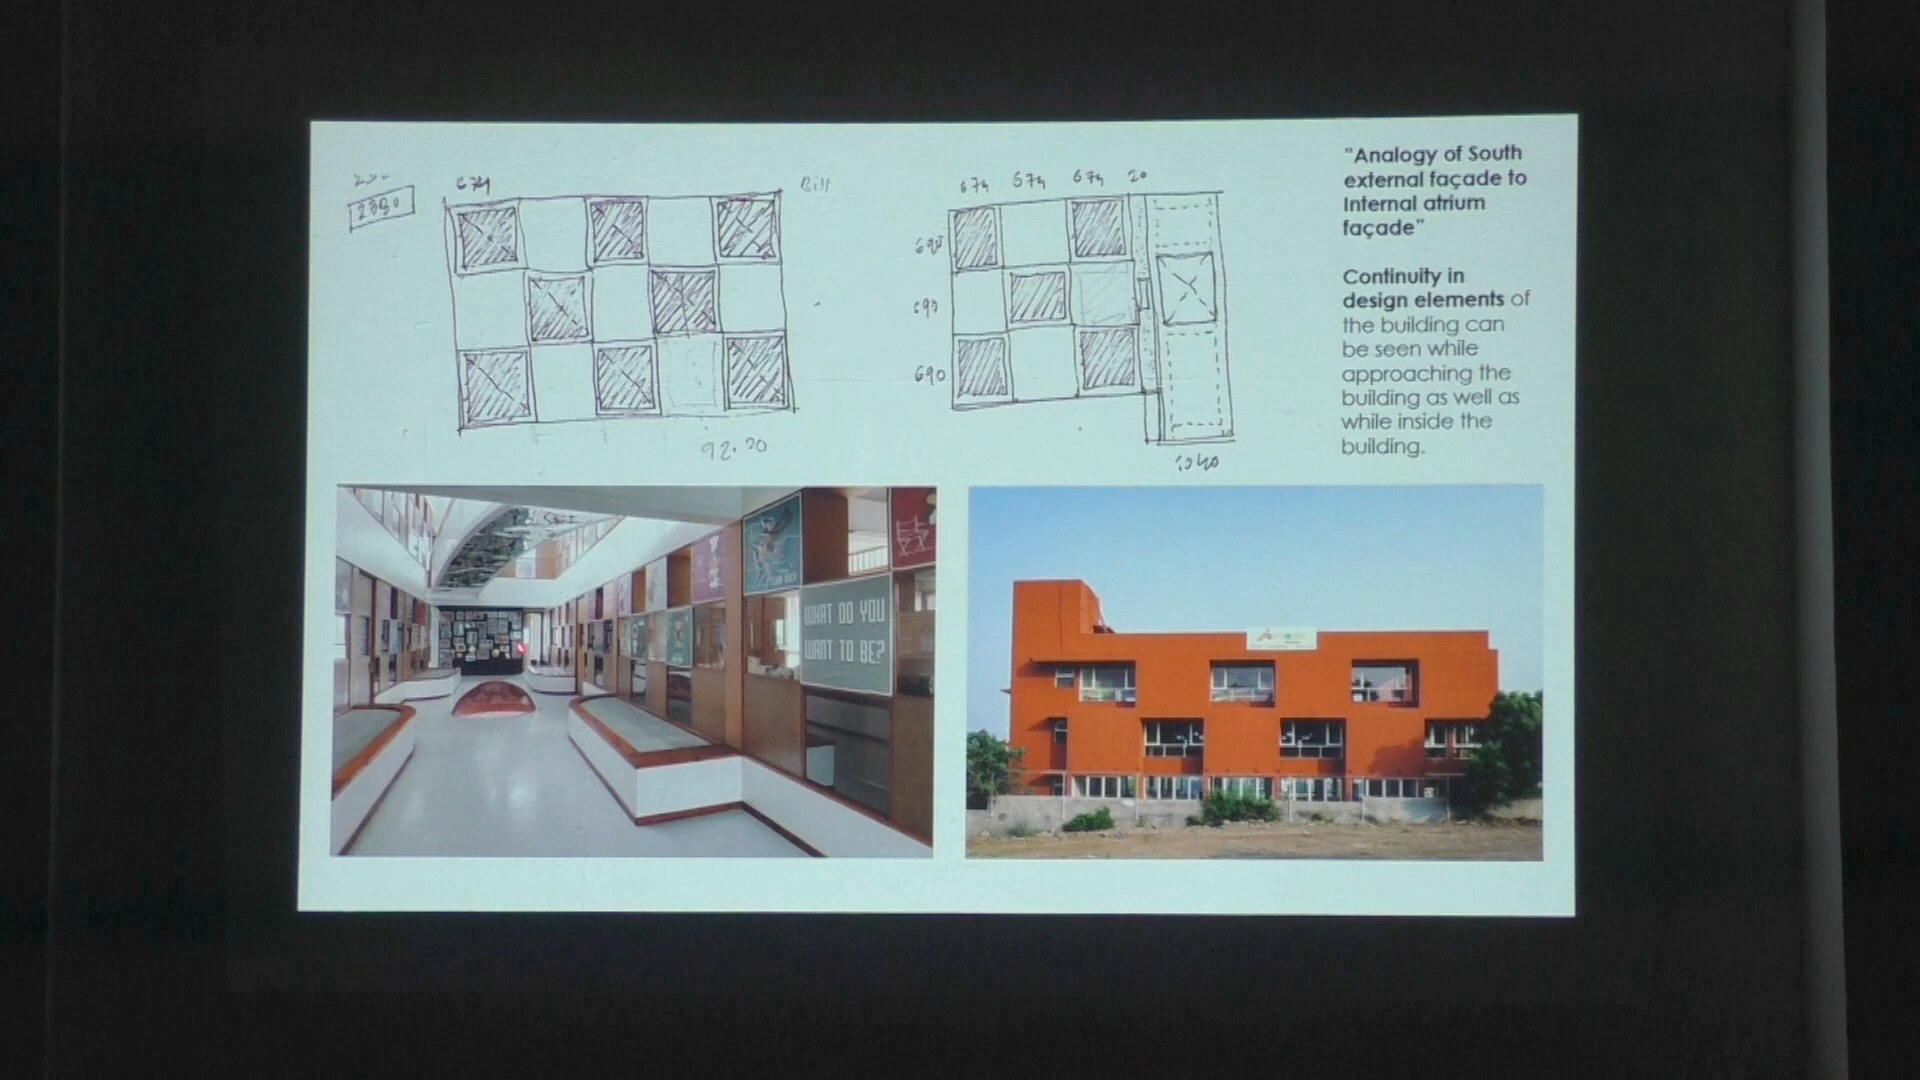 2380
674
Bill
92.20
674 674 674 20
690
690
690
1040
"Analogy of South
external façade to
Internal atrium
façade"
Continuity in
design elements of
the building can
be seen while
approaching the
building as well as
while inside the
building.
WHAT DO YOU
WANT TO BE?